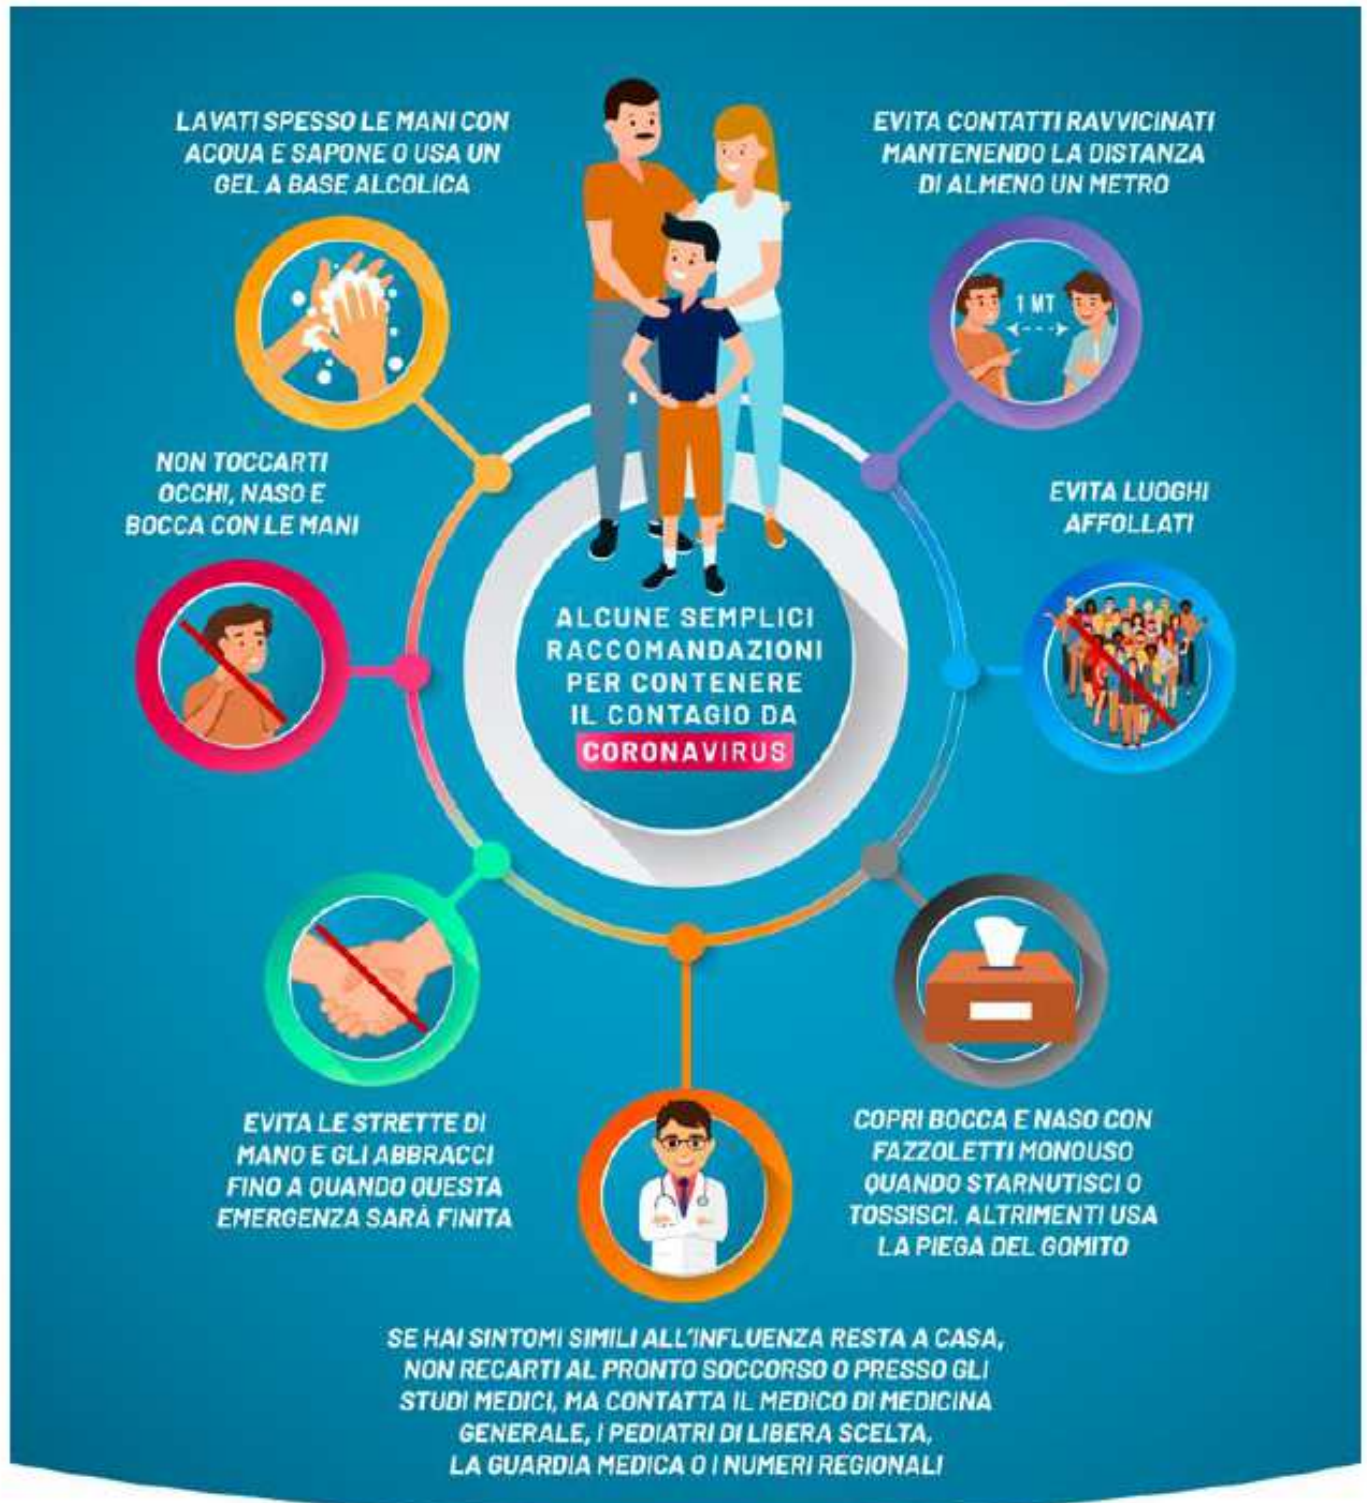 LAVATI SPESSO LE MANI CON
ACQUA E SAPONE O USA UN
GEL A BASE ALCOLICA
EVITA CONTATTI RAVVICINATI
MANTENENDO LA DISTANZA
DI ALMENO UN METRO
1 MT
NON TOCCARTI
OCCHI, NASO E
BOCCA CON LE MANI
EVITA LUOGHI
AFFOLLATI
ALCUNE SEMPLICI
RACCOMANDAZIONI
PER CONTENERE
IL CONTAGIO DA
CORONAVIRUS
EVITA LE STRETTE DI
MANO E GLI ABBRACCI
FINO A QUANDO QUESTA
EMERGENZA SARÀ FINITA
COPRI BOCCA E NASO CON
FAZZOLETTI MONOUSO
QUANDO STARNUTISCI O
TOSSISCI. ALTRIMENTI USA
LA PIEGA DEL GOMITO
SE HAI SINTOMI SIMILI ALL'INFLUENZA RESTA A CASA,
NON RECARTI AL PRONTO SOCCORSO O PRESSO GLI
STUDI MEDICI, MA CONTATTA IL MEDICO DI MEDICINA
GENERALE, I PEDIATRI DI LIBERA SCELTA,
LA GUARDIA MEDICA O I NUMERI REGIONALI